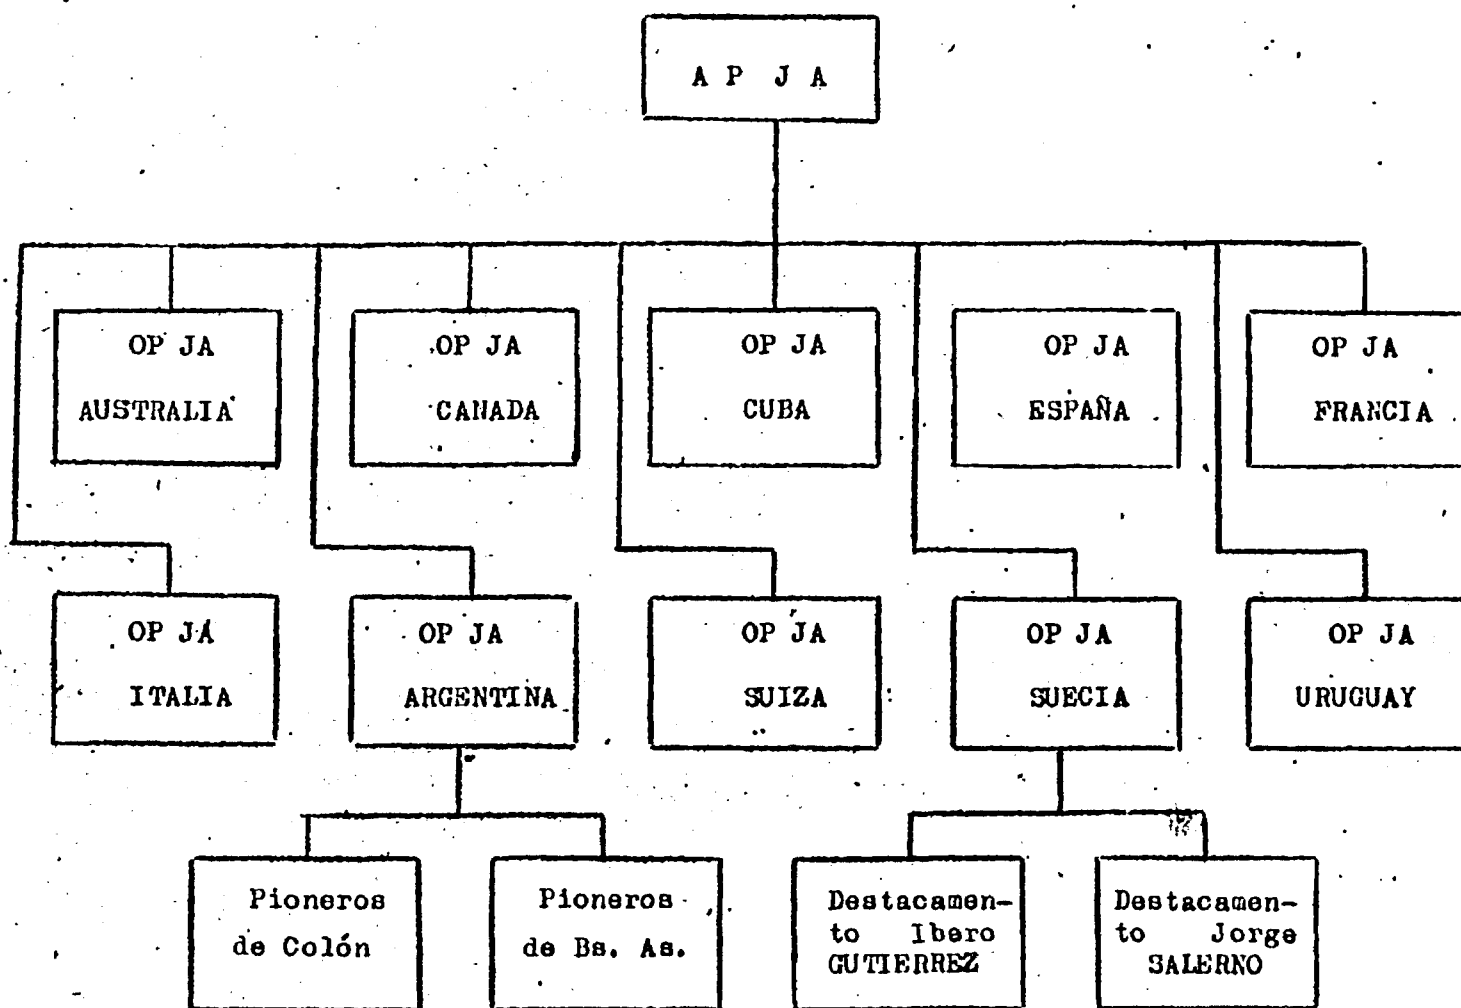 A P J A
OP JA
AUSTRALIA
OP JA
CANADA
OP JA
CUBA
OP JA
ESPAÑA
OP JA
FRANCIA
OP JA
ITALIA
OP JA
ARGENTINA
OP JA
SUIZA
OP JA
SUECIA
OP JA
URUGUAY
Pioneros
de Colón
Pioneros
de Bs. As.
Destacamen-
to Ibero
GUTIERREZ
Destacamen-
to Jorge
SALERNO